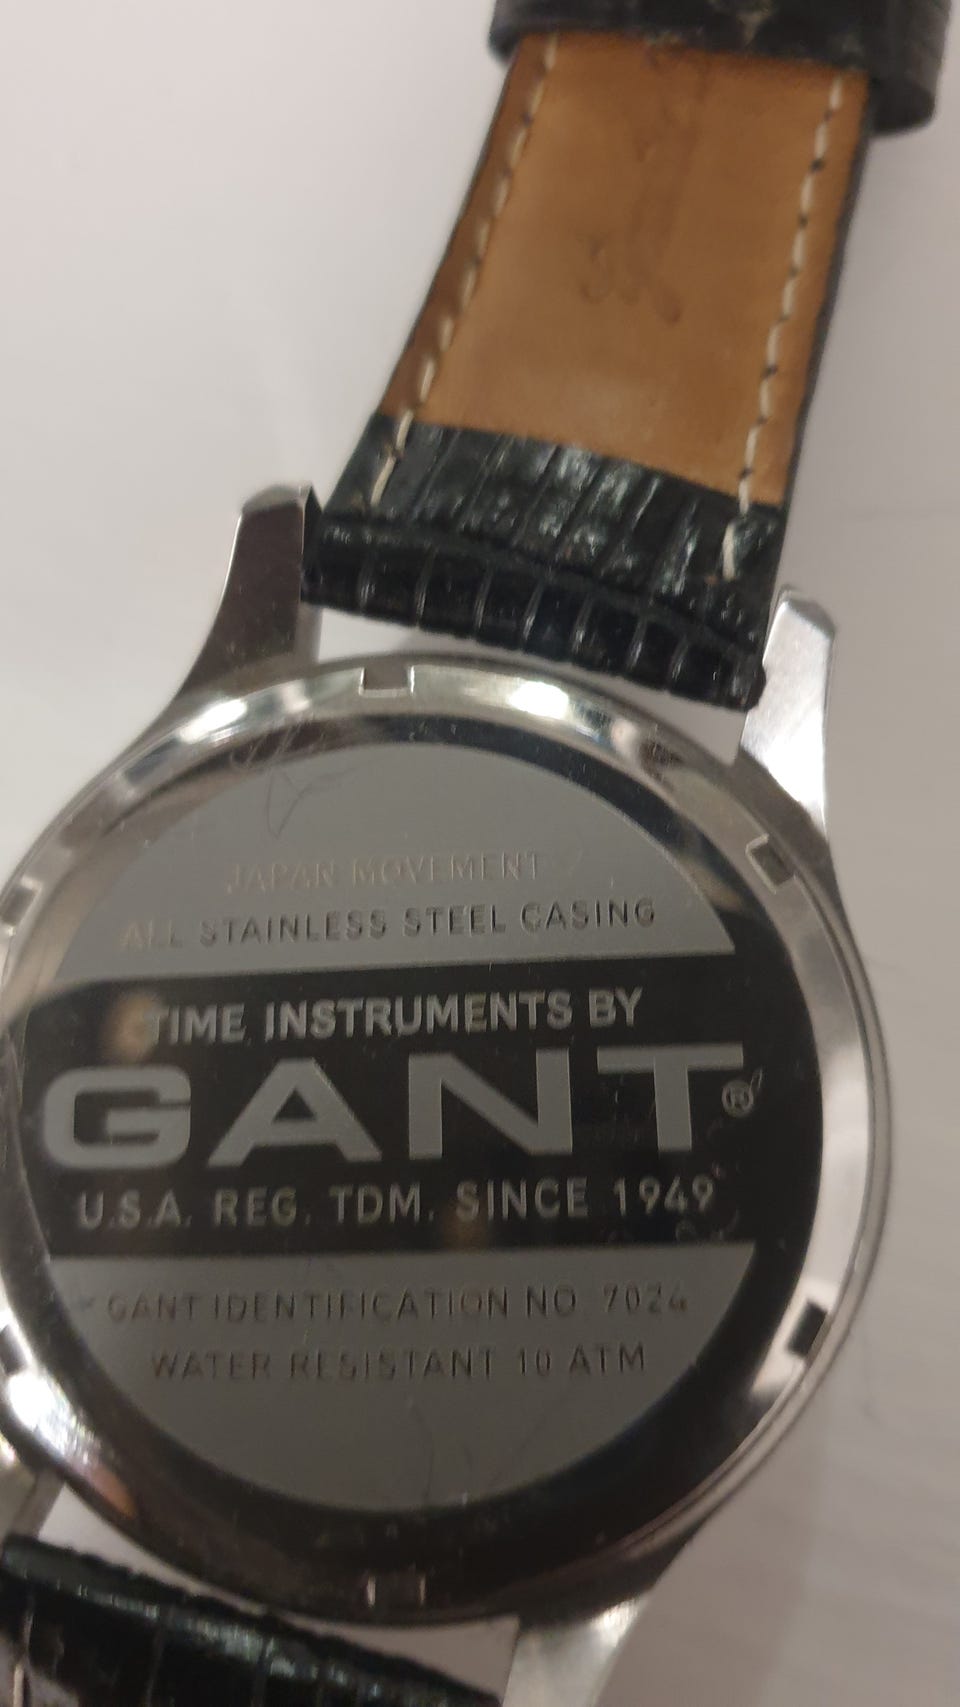 JAPAN MOVEMENT
ALL STAINLESS STEEL CASING
TIME INSTRUMENTS BY
GANT®
U.S.A. REG. TDM. SINCE 1949
GANT IDENTIFICATION NO. 7024
WATER RESISTANT 10 ATM